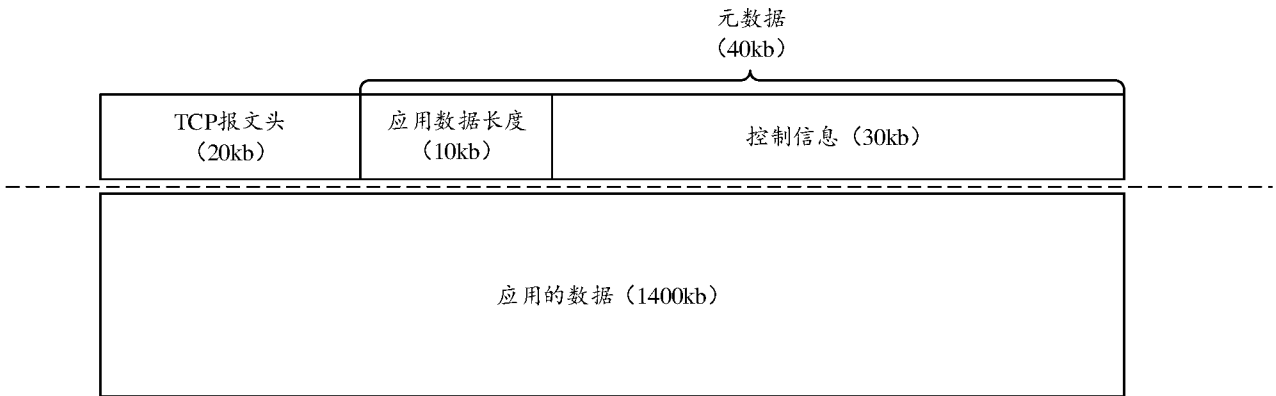 元数据
（40kb）
TCP报文头
（20kb）
应用数据长度
（10kb）
控制信息（30kb）
应用的数据（1400kb）